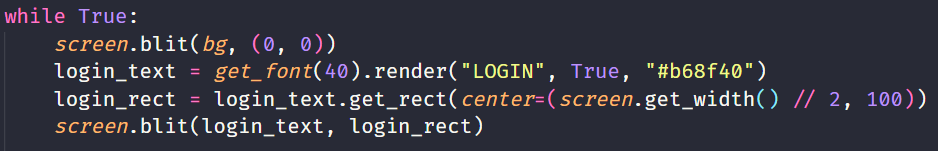 while True:
    screen.blit(bg, (0, 0))
    login_text = get_font(40).render("LOGIN", True, "#b68f40")
    login_rect = login_text.get_rect(center=(screen.get_width() // 2, 100))
    screen.blit(login_text, login_rect)